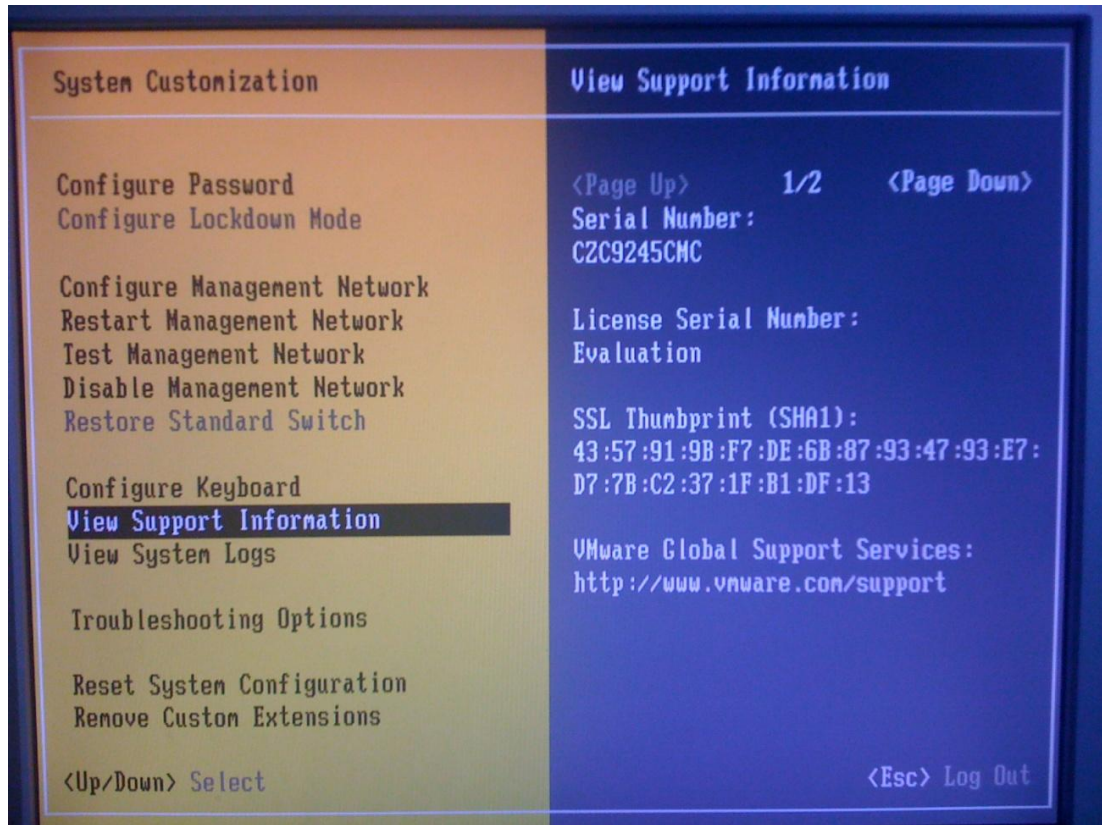 System Customization
Configure Password
Configure Lockdown Mode
Configure Management Network
Restart Management Network
Test Management Network
Disable Management Network
Restore Standard Switch
Configure Keyboard
View Support Information
View System Logs
Troubleshooting Options
Reset System Configuration
Remove Custom Extensions
<Up/Down> Select
View Support Information
<Page Up> 1/2 <Page Down>
Serial Number:
CZC9245CMC
License Serial Number:
Evaluation
SSL Thumbprint (SHA1):
43:57:91:9B:F7:DE:6B:87:93:47:93:E7:
D7:7B:C2:37:1F:B1:DF:13
VMware Global Support Services:
http://www.vmware.com/support
<Esc> Log Out